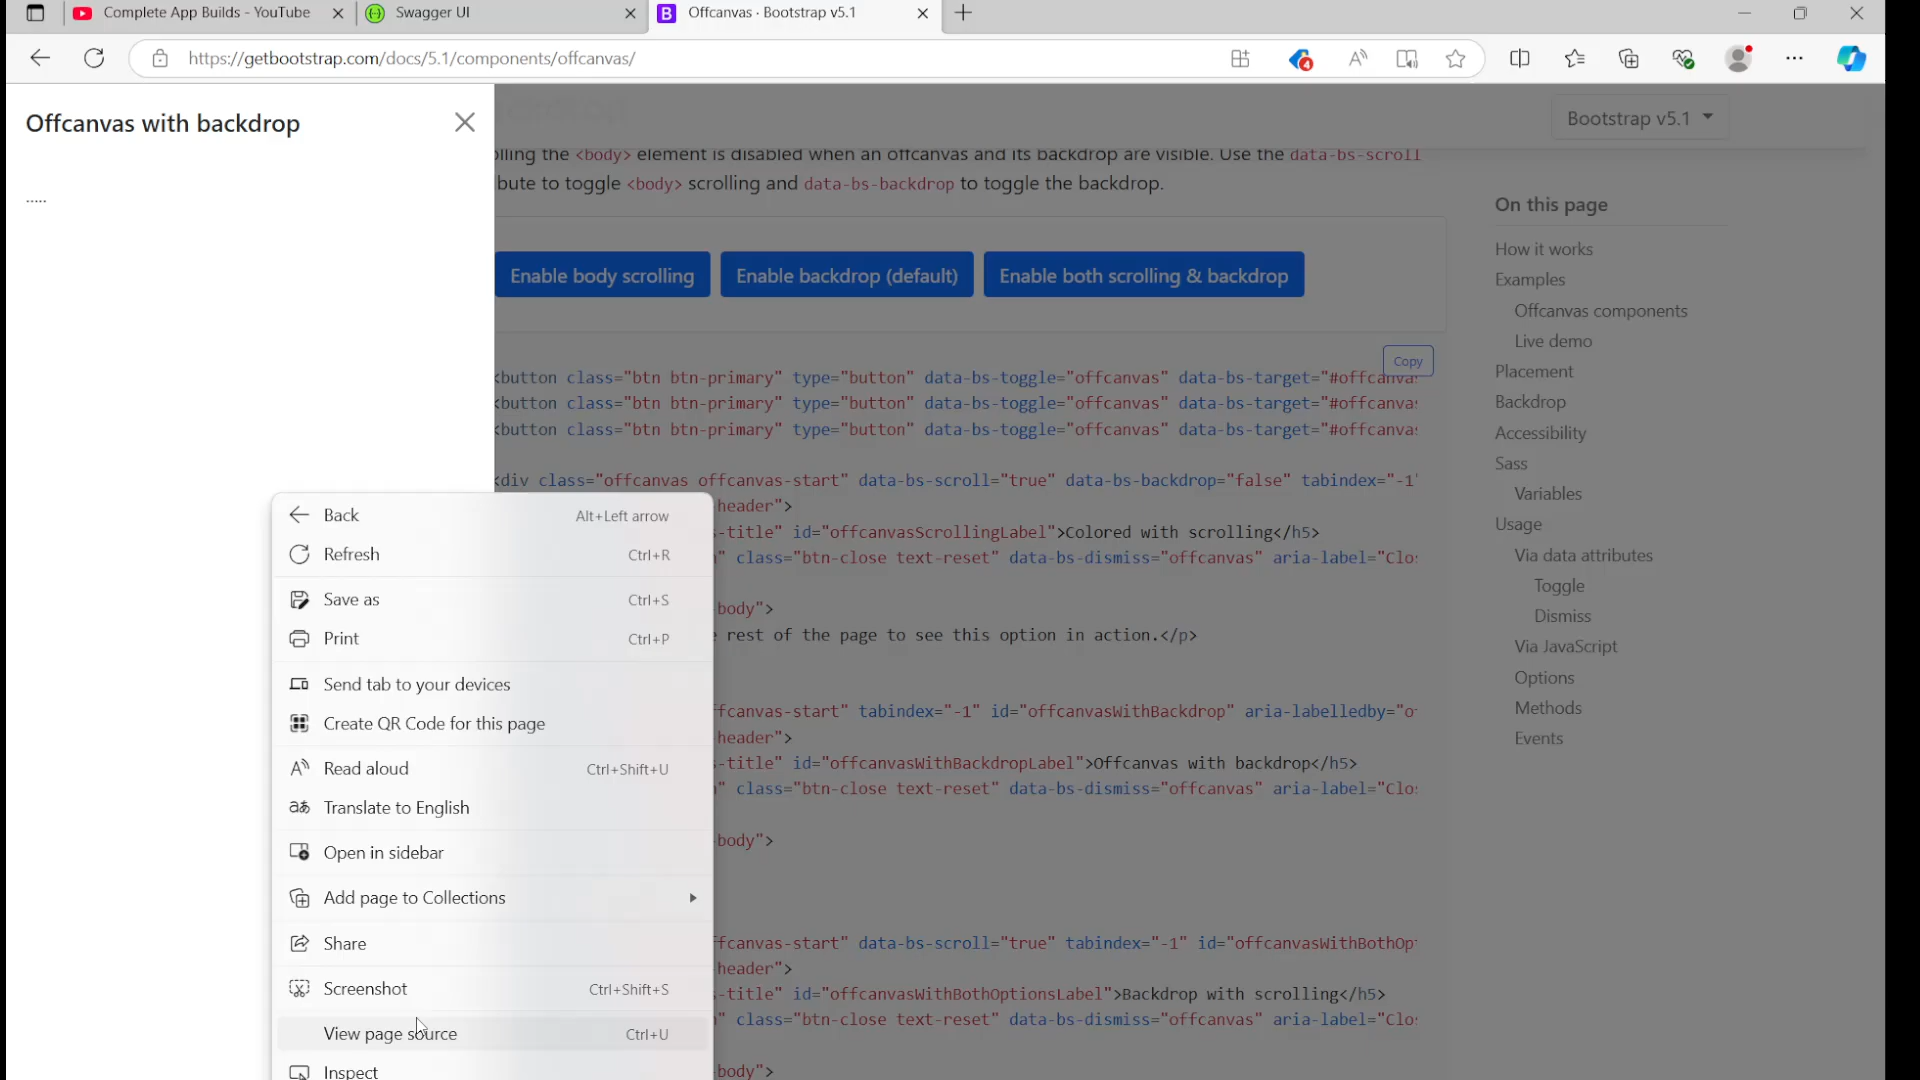 Complete App Builds - YouTube
Swagger UI
Offcanvas · Bootstrap v5.1
https://getbootstrap.com/docs/5.1/components/offcanvas/
4
Offcanvas with backdrop
.....
Bootstrap v5.1
olling the <body> element is disabled when an offcanvas and its backdrop are visible. Use the data-bs-scroll
bute to toggle <body> scrolling and data-bs-backdrop to toggle the backdrop.
Enable body scrolling
Enable backdrop (default)
Enable both scrolling & backdrop
Copy
<button class="btn btn-primary" type="button" data-bs-toggle="offcanvas" data-bs-target="#offcanvas
<button class="btn btn-primary" type="button" data-bs-toggle="offcanvas" data-bs-target="#offcanvas
<button class="btn btn-primary" type="button" data-bs-toggle="offcanvas" data-bs-target="#offcanvas
<div class="offcanvas offcanvas-start" data-bs-scroll="true" data-bs-backdrop="false" tabindex="-1"
header">
-title" id="offcanvasScrollingLabel">Colored with scrolling</h5>
" class="btn-close text-reset" data-bs-dismiss="offcanvas" aria-label="Clo
body">
rest of the page to see this option in action.</p>
ffcanvas-start" tabindex="-1" id="offcanvasWithBackdrop" aria-labelledby="o
header">
-title" id="offcanvasWithBackdropLabel">Offcanvas with backdrop</h5>
" class="btn-close text-reset" data-bs-dismiss="offcanvas" aria-label="Clo
body">
ffcanvas-start" data-bs-scroll="true" tabindex="-1" id="offcanvasWithBothOp
header">
-title" id="offcanvasWithBothOptionsLabel">Backdrop with scrolling</h5>
" class="btn-close text-reset" data-bs-dismiss="offcanvas" aria-label="Clo
body">
Back Alt+Left arrow
Refresh Ctrl+R
Save as Ctrl+S
Print Ctrl+P
Send tab to your devices
Create QR Code for this page
Read aloud Ctrl+Shift+U
Translate to English
Open in sidebar
Add page to Collections
Share
Screenshot Ctrl+Shift+S
View page source Ctrl+U
Inspect
On this page
How it works
Examples
Offcanvas components
Live demo
Placement
Backdrop
Accessibility
Sass
Variables
Usage
Via data attributes
Toggle
Dismiss
Via JavaScript
Options
Methods
Events